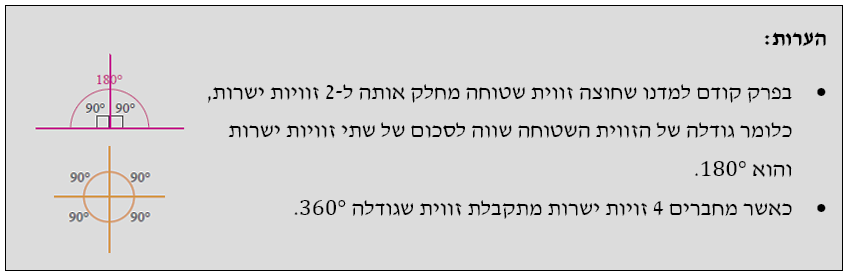 הערות:
בפרק קודם למדנו שחוצה זווית שטוחה מחלק אותה ל-2 זוויות ישרות,
כלומר גודלה של הזווית השטוחה שווה לסכום של שתי זוויות ישרות
והוא 180°.
כאשר מחברים 4 זויות ישרות מתקבלת זווית שגודלה 360°.
180°
90° 90°
90° 90°
90° 90°